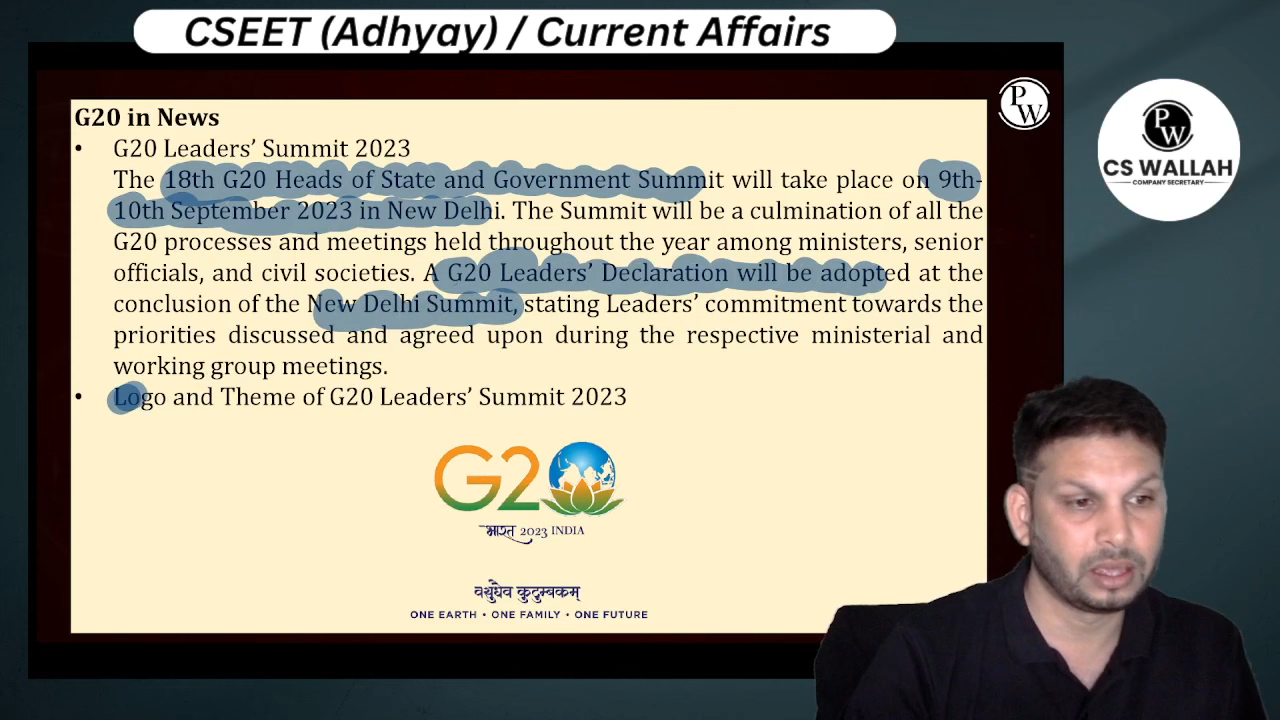 CSEET (Adhyay) / Current Affairs
PW
PW
CS WALLAH
COMPANY SECRETARY
G20 in News
• G20 Leaders’ Summit 2023
The 18th G20 Heads of State and Government Summit will take place on 9th-
10th September 2023 in New Delhi. The Summit will be a culmination of all the
G20 processes and meetings held throughout the year among ministers, senior
officials, and civil societies. A G20 Leaders’ Declaration will be adopted at the
conclusion of the New Delhi Summit, stating Leaders’ commitment towards the
priorities discussed and agreed upon during the respective ministerial and
working group meetings.
• Logo and Theme of G20 Leaders’ Summit 2023
G20
भारत 2023 INDIA
वसुधैव कुटुम्बकम्
ONE EARTH • ONE FAMILY • ONE FUTURE